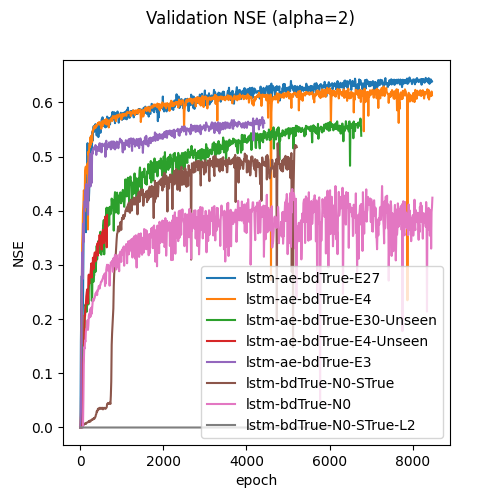 Validation NSE (alpha=2)
NSE
0.6
0.5
0.4
0.3
0.2
0.1
0.0
lstm-ae-bdTrue-E27
lstm-ae-bdTrue-E4
lstm-ae-bdTrue-E30-Unseen
lstm-ae-bdTrue-E4-Unseen
lstm-ae-bdTrue-E3
lstm-bdTrue-N0-STrue
lstm-bdTrue-N0
lstm-bdTrue-N0-STrue-L2
0 2000 4000 6000 8000
epoch